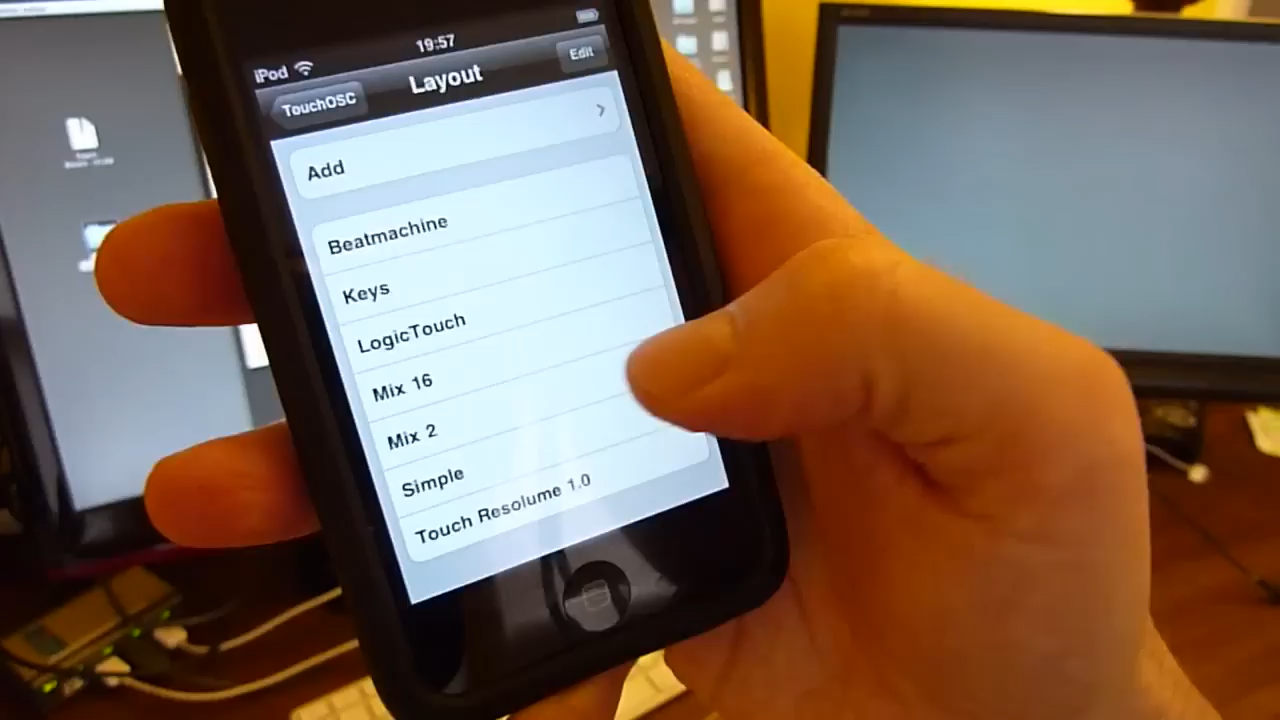 iPod
19:57
TouchOSC
Layout
Edit
Add
Beatmachine
Keys
LogicTouch
Mix 16
Mix 2
Simple
Touch Resolume 1.0